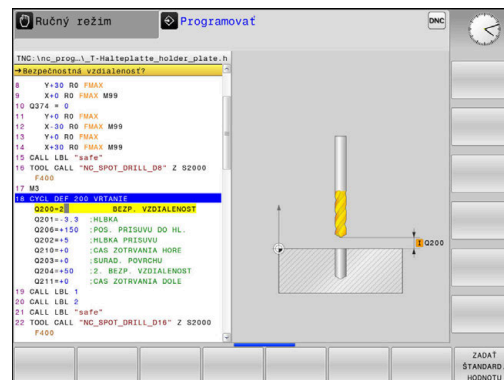 Ručný režim
Programovať
DNC
TNC:\nc_prog…\_T-Halteplatte_holder_plate.h
→Bezpečnostná vzdialenosť?
8 Y+30 R0 FMAX
9 X+0 R0 FMAX M99
10 Q374 = 0
11 Y+0 R0 FMAX
12 X-30 R0 FMAX M99
13 Y+0 R0 FMAX
14 X+30 R0 FMAX M99
15 CALL LBL "safe"
16 TOOL CALL "NC_SPOT_DRILL_D8" Z S2000
F400
17 M3
18 CYCL DEF 200 VRTANIE
Q200=2 BEZP. VZDIALENOST
Q201=-3.3 ;HLBKA
Q206=+150 ;POS. PRISUVU DO HL.
Q202=+5 ;HLBKA PRISUVU
Q210=+0 ;CAS ZOTRVANIA HORE
Q203=+0 ;SURAD. POVRCHU
Q204=+50 ;2. BEZP. VZDIALENOST
Q211=+0 ;CAS ZOTRVANIA DOLE
19 CALL LBL 1
20 CALL LBL 2
21 CALL LBL "safe"
22 TOOL CALL "NC_SPOT_DRILL_D16" Z S2000
F400
I Q200
ZADAŤ
ŠTANDARD.
HODNOTU